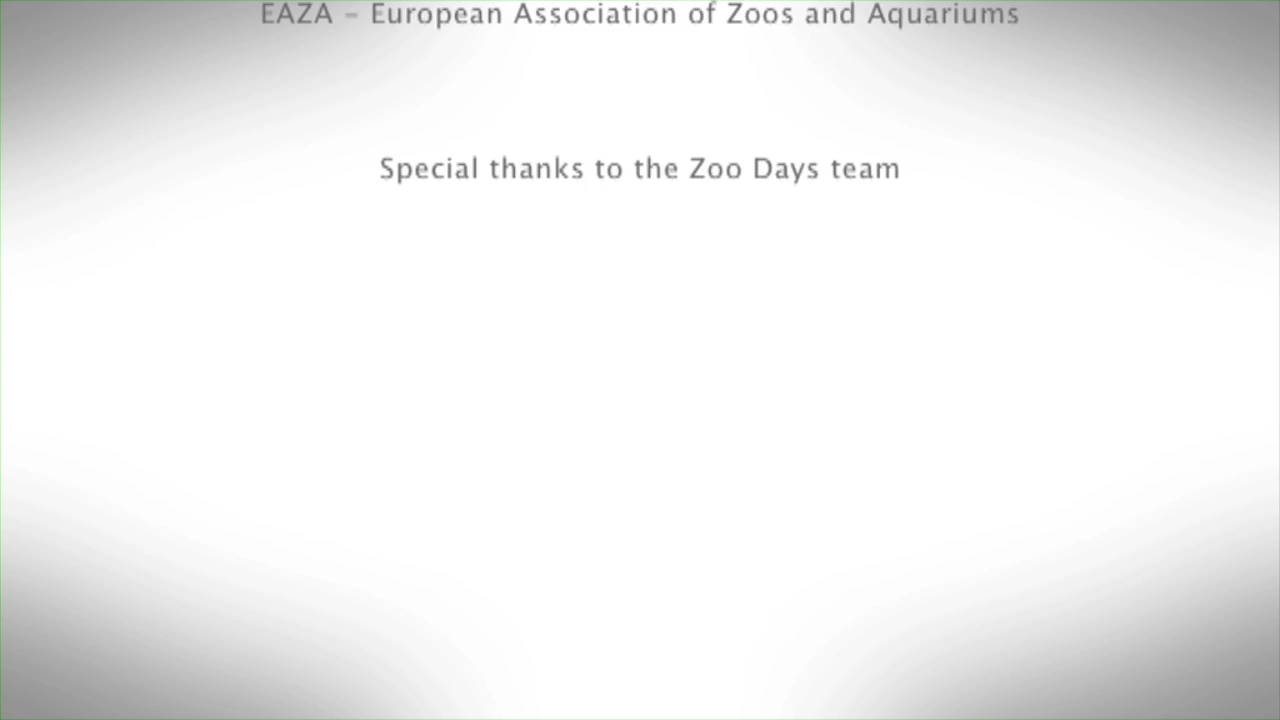 EAZA – European Association of Zoos and Aquariums
Special thanks to the Zoo Days team